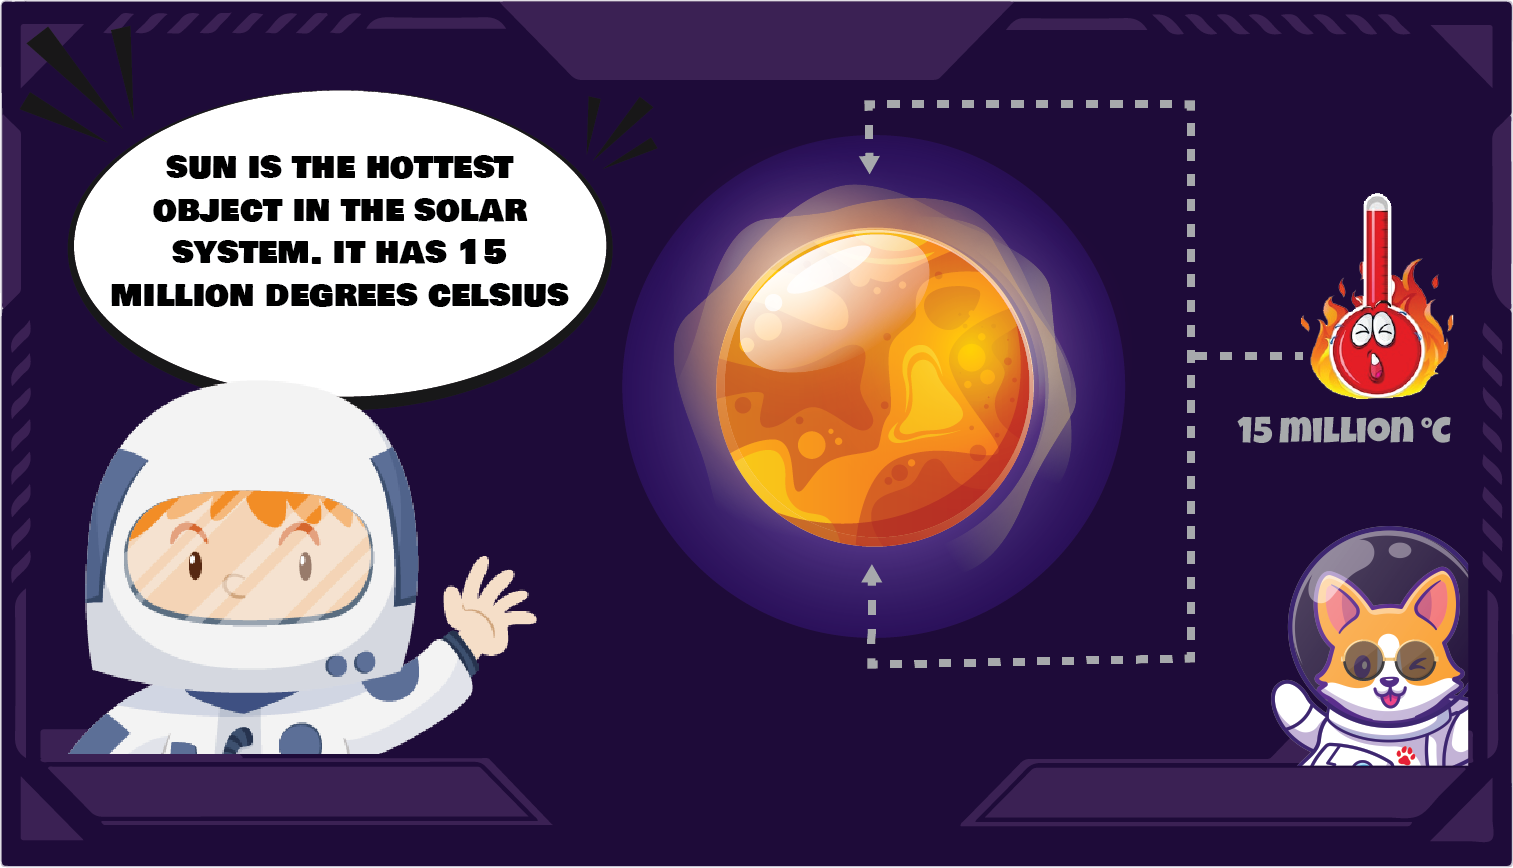 SUN IS THE HOTTEST
OBJECT IN THE SOLAR
SYSTEM. IT HAS 15
MILLION DEGREES CELSIUS
15 MILLION °C